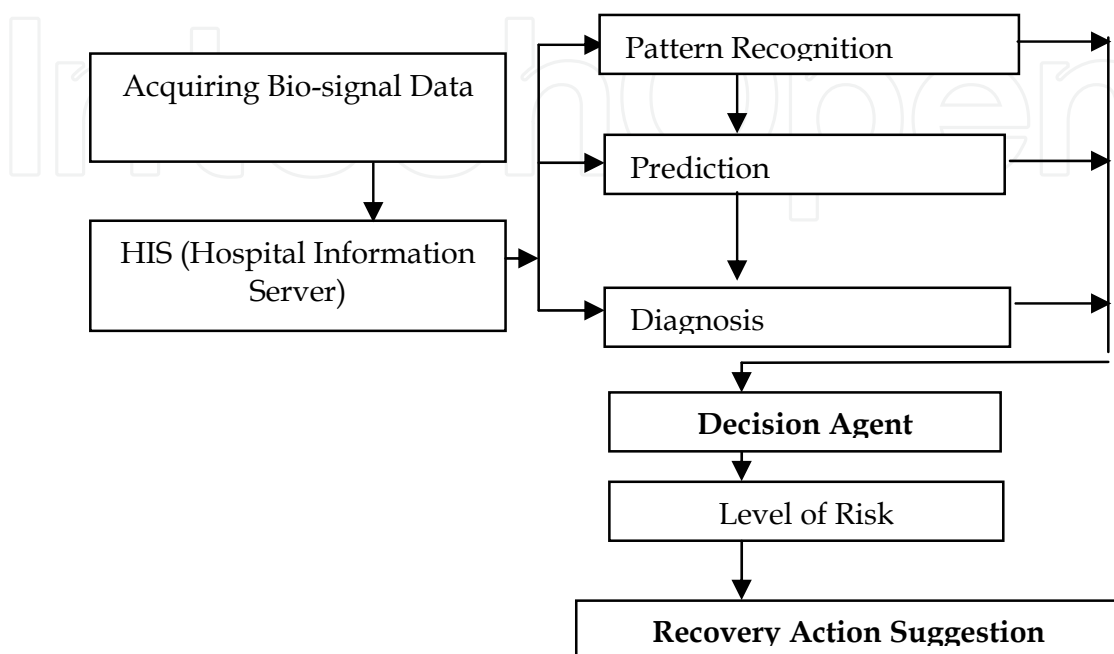 IntechOpen
Acquiring Bio-signal Data
HIS (Hospital Information
Server)
Pattern Recognition
Prediction
Diagnosis
Decision Agent
Level of Risk
Recovery Action Suggestion